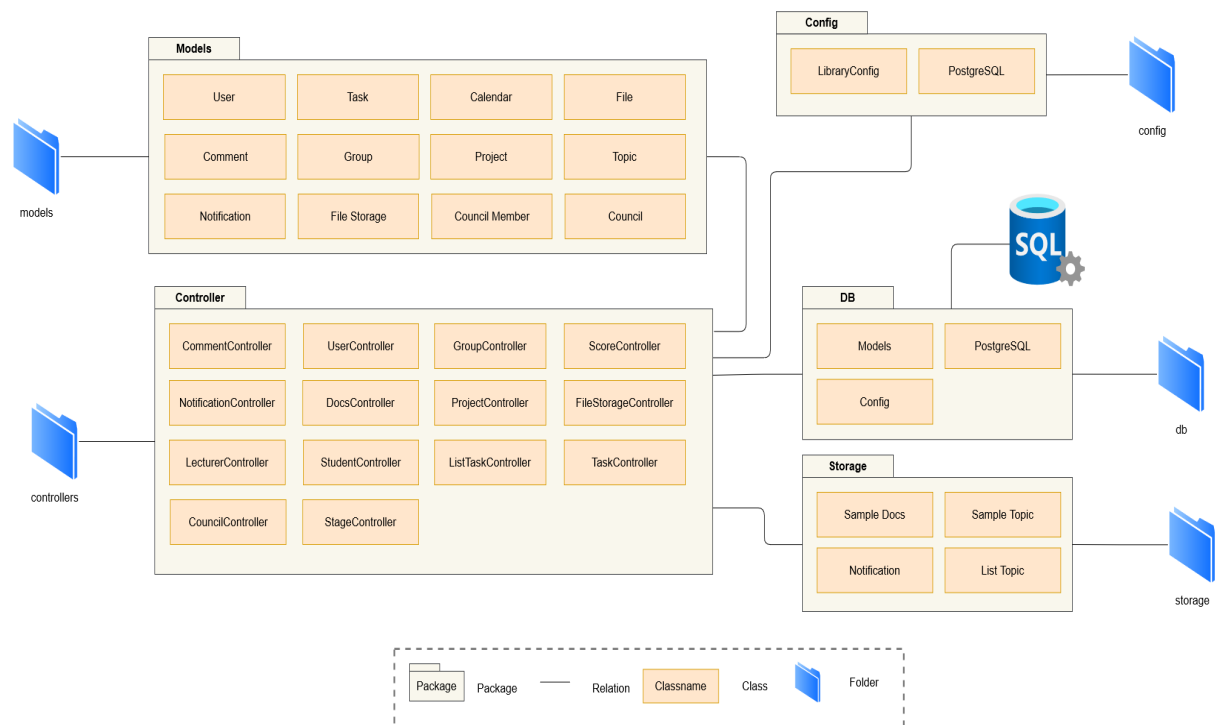 Models
User
Task
Calendar
File
Comment
Group
Project
Topic
Notification
File Storage
Council Member
Council
models
Config
LibraryConfig
PostgreSQL
config
SQL
Controller
CommentController
UserController
GroupController
ScoreController
NotificationController
DocsController
ProjectController
FileStorageController
LecturerController
StudentController
ListTaskController
TaskController
CouncilController
StageController
controllers
DB
Models
PostgreSQL
Config
db
Storage
Sample Docs
Sample Topic
Notification
List Topic
storage
Package
Package
Relation
Classname
Class
Folder